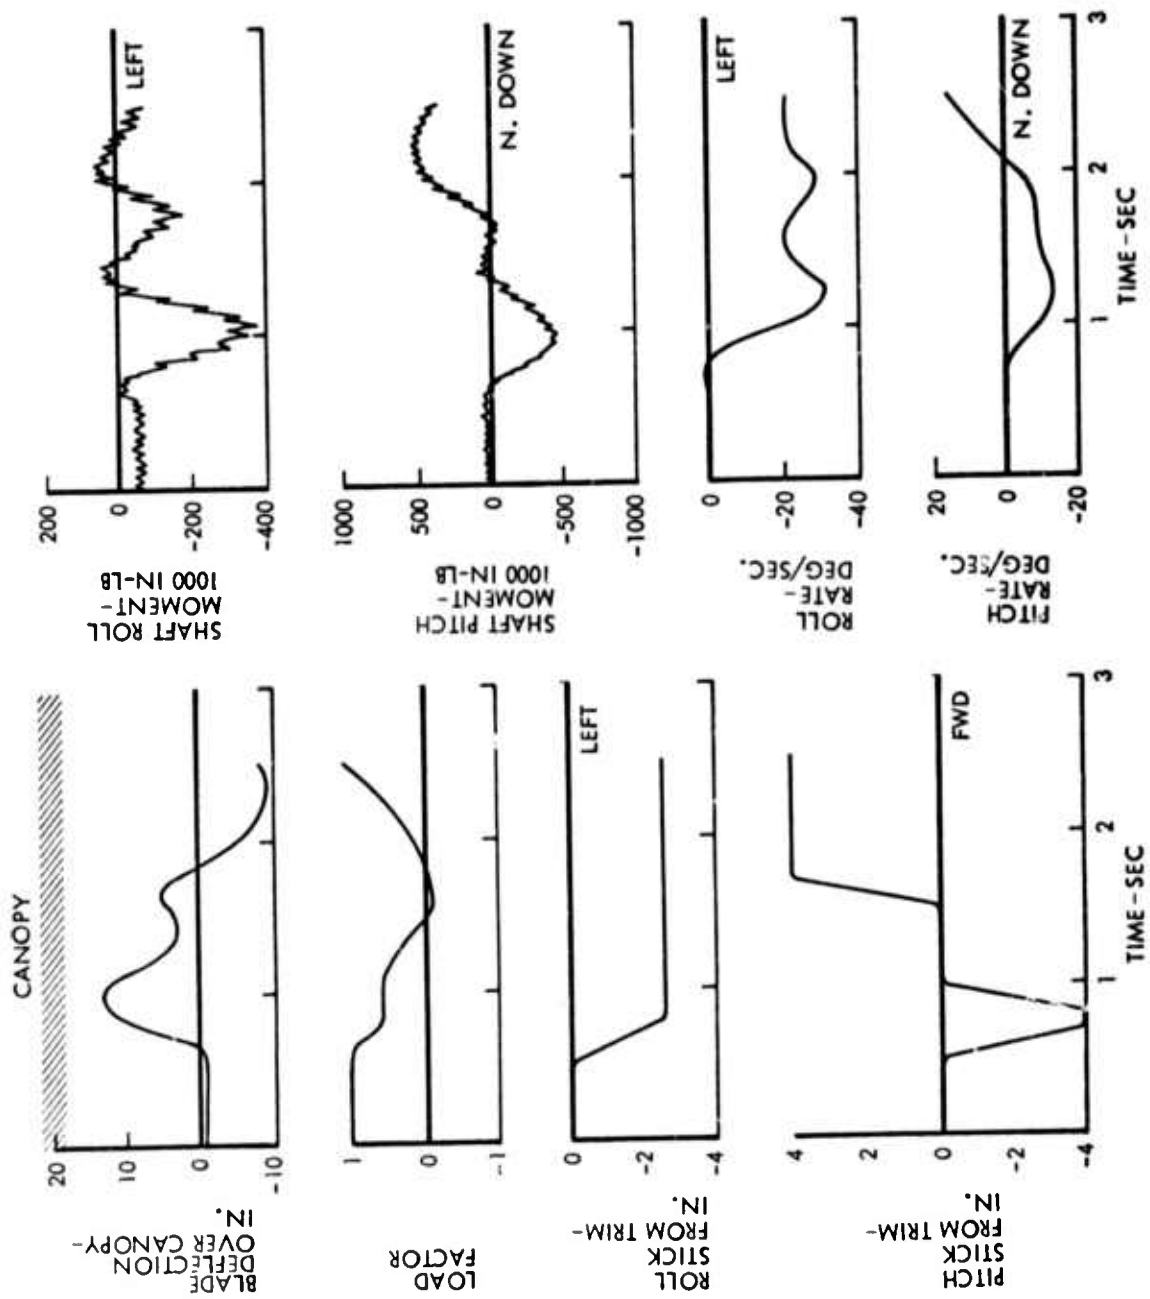 CANOPY
20
10
0
-10
BLADE
DEFLECTION
OVER CANOPY-
IN.
1
0
-1
LOAD
FACTOR
0
-2
-4
LEFT
ROLL
STICK
FROM TRIM-
IN.
4
2
0
-2
-4
FWD
PITCH
STICK
FROM TRIM-
IN.
1
2
3
TIME-SEC
200
0
-200
-400
LEFT
SHAFT ROLL
MOMENT-
1000 IN-LB
1000
500
0
-500
-1000
N. DOWN
SHAFT PITCH
MOMENT-
1000 IN-LB
0
-20
-40
LEFT
ROLL
RATE-
DEG/SEC.
20
0
-20
N. DOWN
PITCH
RATE-
DEG/SEC.
1
2
3
TIME-SEC